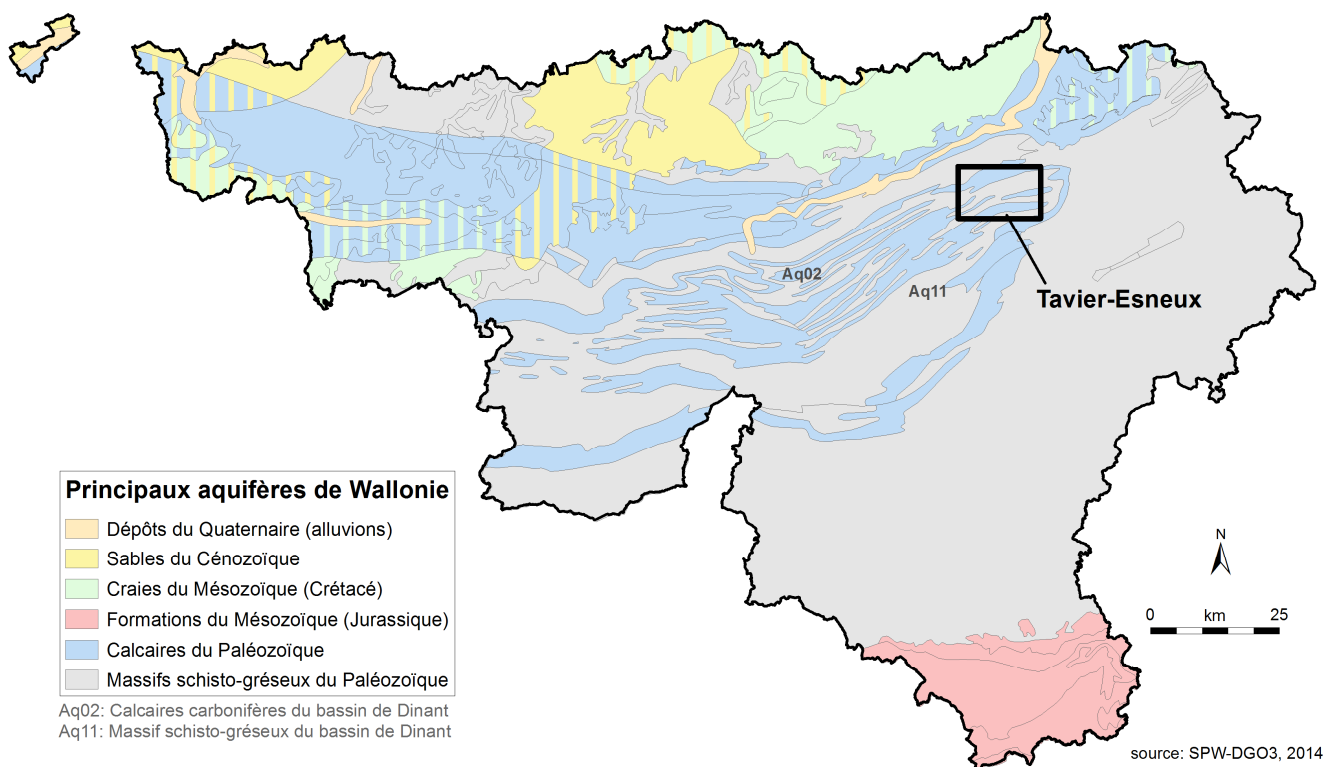 Aq02
Aq11
Tavier-Esneux
Principaux aquifères de Wallonie
Dépôts du Quaternaire (alluvions)
Sables du Cénozoïque
Craies du Mésozoïque (Crétacé)
Formations du Mésozoïque (Jurassique)
Calcaires du Paléozoïque
Massifs schisto-gréseux du Paléozoïque
Aq02: Calcaires carbonifères du bassin de Dinant
Aq11: Massif schisto-gréseux du bassin de Dinant
N
0 km 25
source: SPW-DGO3, 2014